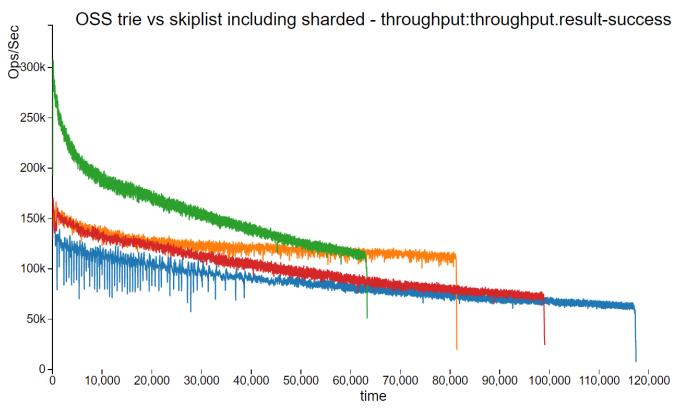 OSS trie vs skiplist including sharded - throughput:throughput.result-success
Ops/Sec
300k
250k
200k
150k
100k
50k
0
0 10,000 20,000 30,000 40,000 50,000 60,000 70,000 80,000 90,000 100,000 110,000 120,000
time